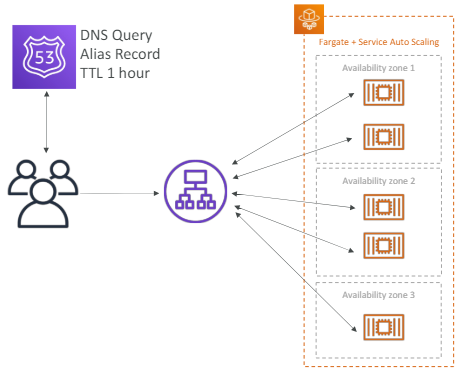 53
DNS Query
Alias Record
TTL 1 hour
Fargate + Service Auto Scaling
Availability zone 1
Availability zone 2
Availability zone 3